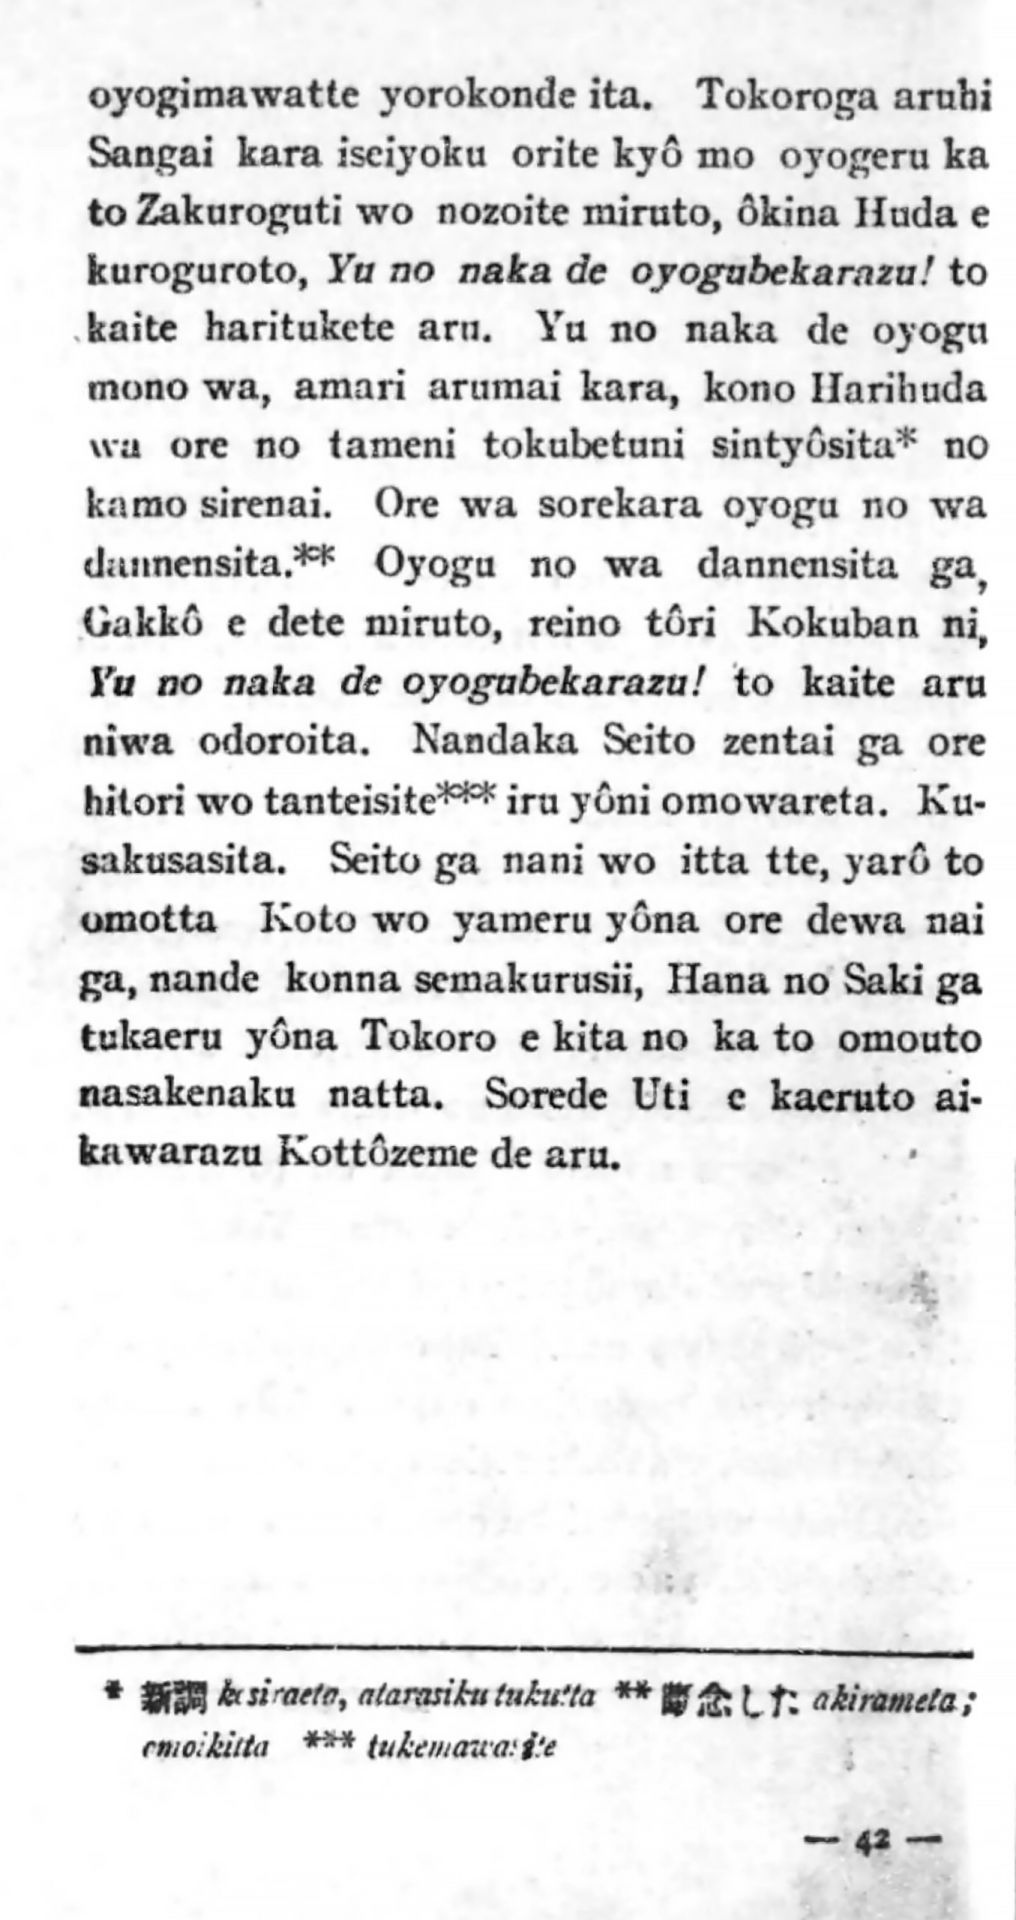 oyogimawatte yorokonde ita. Tokoroga aruhi
Sangai kara iseiyoku orite kyô mo oyogeru ka
to Zakuroguti wo nozoite miruto, ôkina Huda e
kuroguroto, Yu no naka de oyogubekarazu! to
kaite haritukete aru. Yu no naka de oyogu
mono wa, amari arumai kara, kono Harihuda
wa ore no tameni tokubetuni sintyôsita* no
kamo sirenai. Ore wa sorekara oyogu no wa
dannensita.** Oyogu no wa dannensita ga,
Gakkô e dete miruto, reino tôri Kokuban ni,
Yu no naka de oyogubekarazu! to kaite aru
niwa odoroita. Nandaka Seito zentai ga ore
hitori wo tanteisite*** iru yôni omowareta. Ku-
sakusasita. Seito ga nani wo itta tte, yarô to
omotta Koto wo yameru yôna ore dewa nai
ga, nande konna semakurusii, Hana no Saki ga
tukaeru yôna Tokoro e kita no ka to omouto
nasakenaku natta. Sorede Uti e kaeruto ai-
kawarazu Kottôzeme de aru.
* 新調 kosiraeta, atarasiku tukutta ** 斷念した akirameta;
omoikitta *** tukemawasite
— 42 —